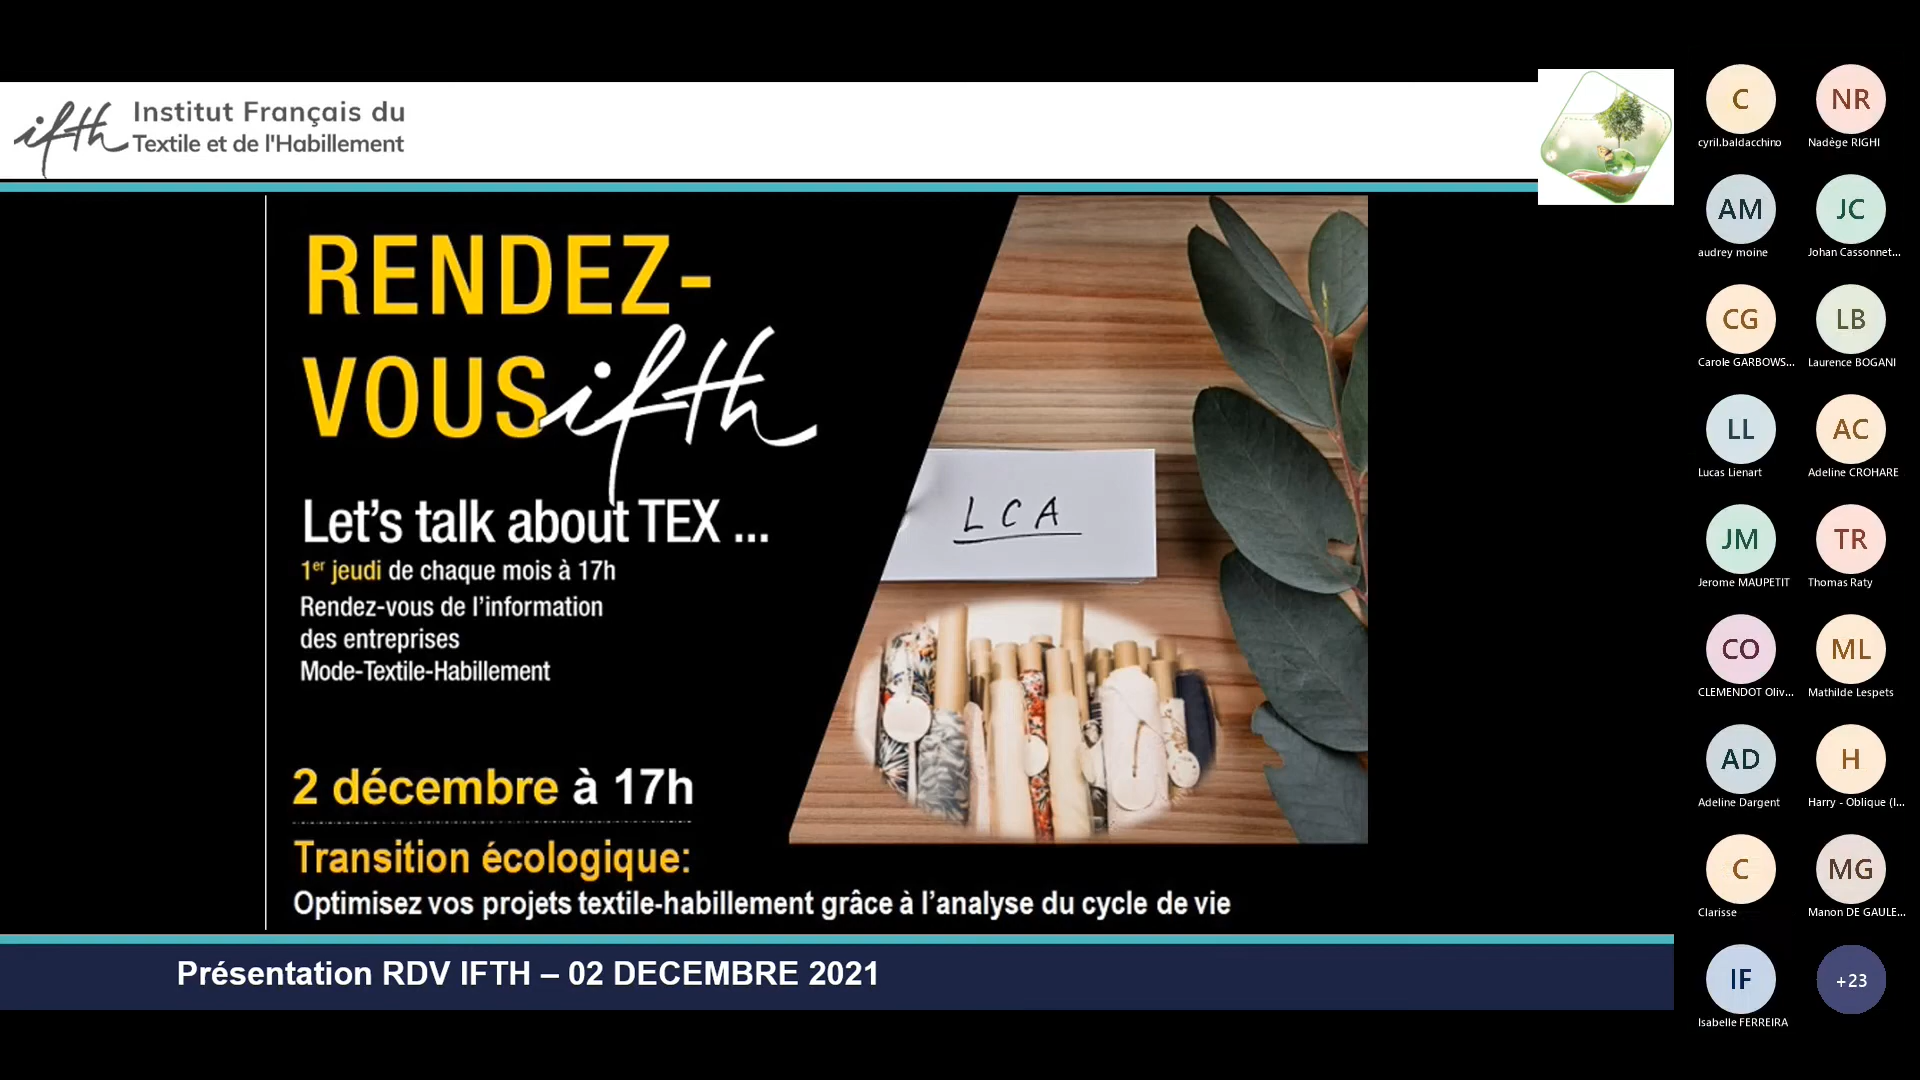 ifth
Institut Français du
Textile et de l'Habillement
RENDEZ-
VOUS ifth
Let's talk about TEX ...
1er jeudi de chaque mois à 17h
Rendez-vous de l'information
des entreprises
Mode-Textile-Habillement
LCA
2 décembre à 17h
Transition écologique:
Optimisez vos projets textile-habillement grâce à l'analyse du cycle de vie
Présentation RDV IFTH – 02 DECEMBRE 2021
C
cyril.baldacchino
NR
Nadège RIGHI
AM
audrey moine
JC
Johan Cassonnet...
CG
Carole GARBOWS...
LB
Laurence BOGANI
LL
Lucas Lienart
AC
Adeline CROHARE
JM
Jerome MAUPETIT
TR
Thomas Raty
CO
CLEMENDOT Oliv...
ML
Mathilde Lespets
AD
Adeline Dargent
H
Harry - Oblique (I...
C
Clarisse
MG
Manon DE GAULE...
IF
Isabelle FERREIRA
+23